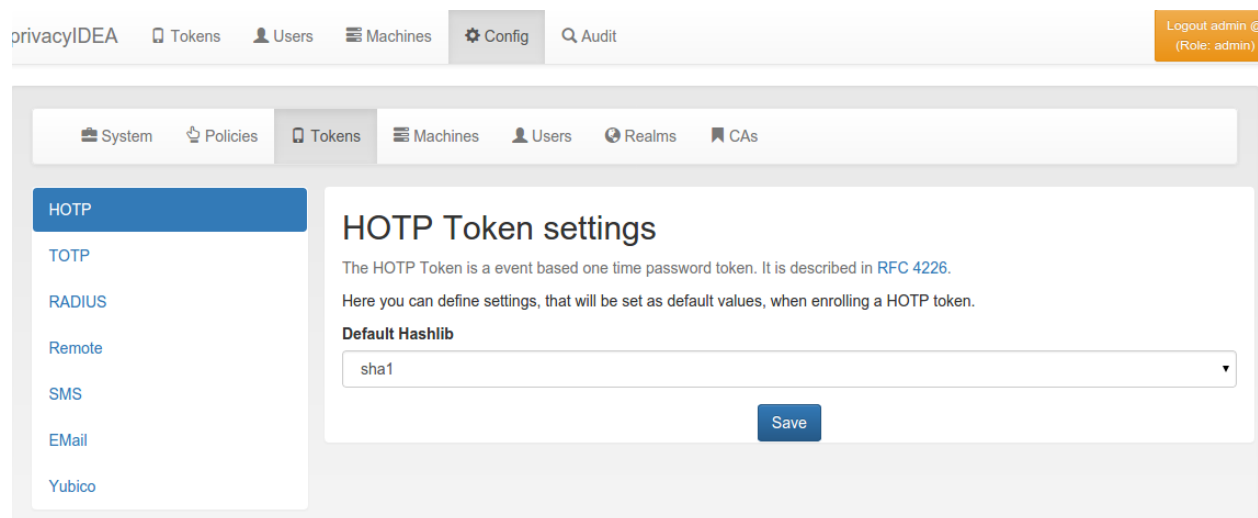 privacyIDEA Tokens Users Machines Config Audit Logout admin @
(Role: admin)
System Policies Tokens Machines Users Realms CAs
HOTP
TOTP
RADIUS
Remote
SMS
EMail
Yubico
HOTP Token settings
The HOTP Token is a event based one time password token. It is described in RFC 4226.
Here you can define settings, that will be set as default values, when enrolling a HOTP token.
Default Hashlib
sha1
Save